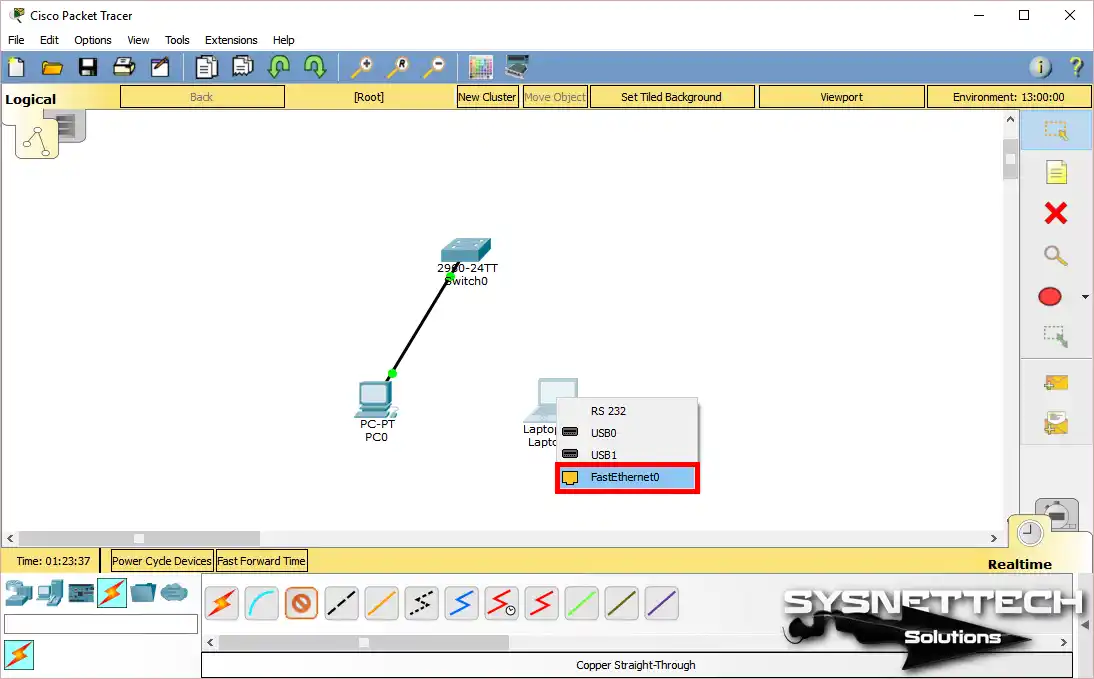 Cisco Packet Tracer
File Edit Options View Tools Extensions Help
Logical
Back
[Root]
New Cluster
Move Object
Set Tiled Background
Viewport
Environment: 13:00:00
2960-24TT
Switch0
PC-PT
PC0
Laptop
Lapto
RS 232
USB0
USB1
FastEthernet0
Time: 01:23:37
Power Cycle Devices
Fast Forward Time
Realtime
SYSNETTECH
Solutions
Copper Straight-Through